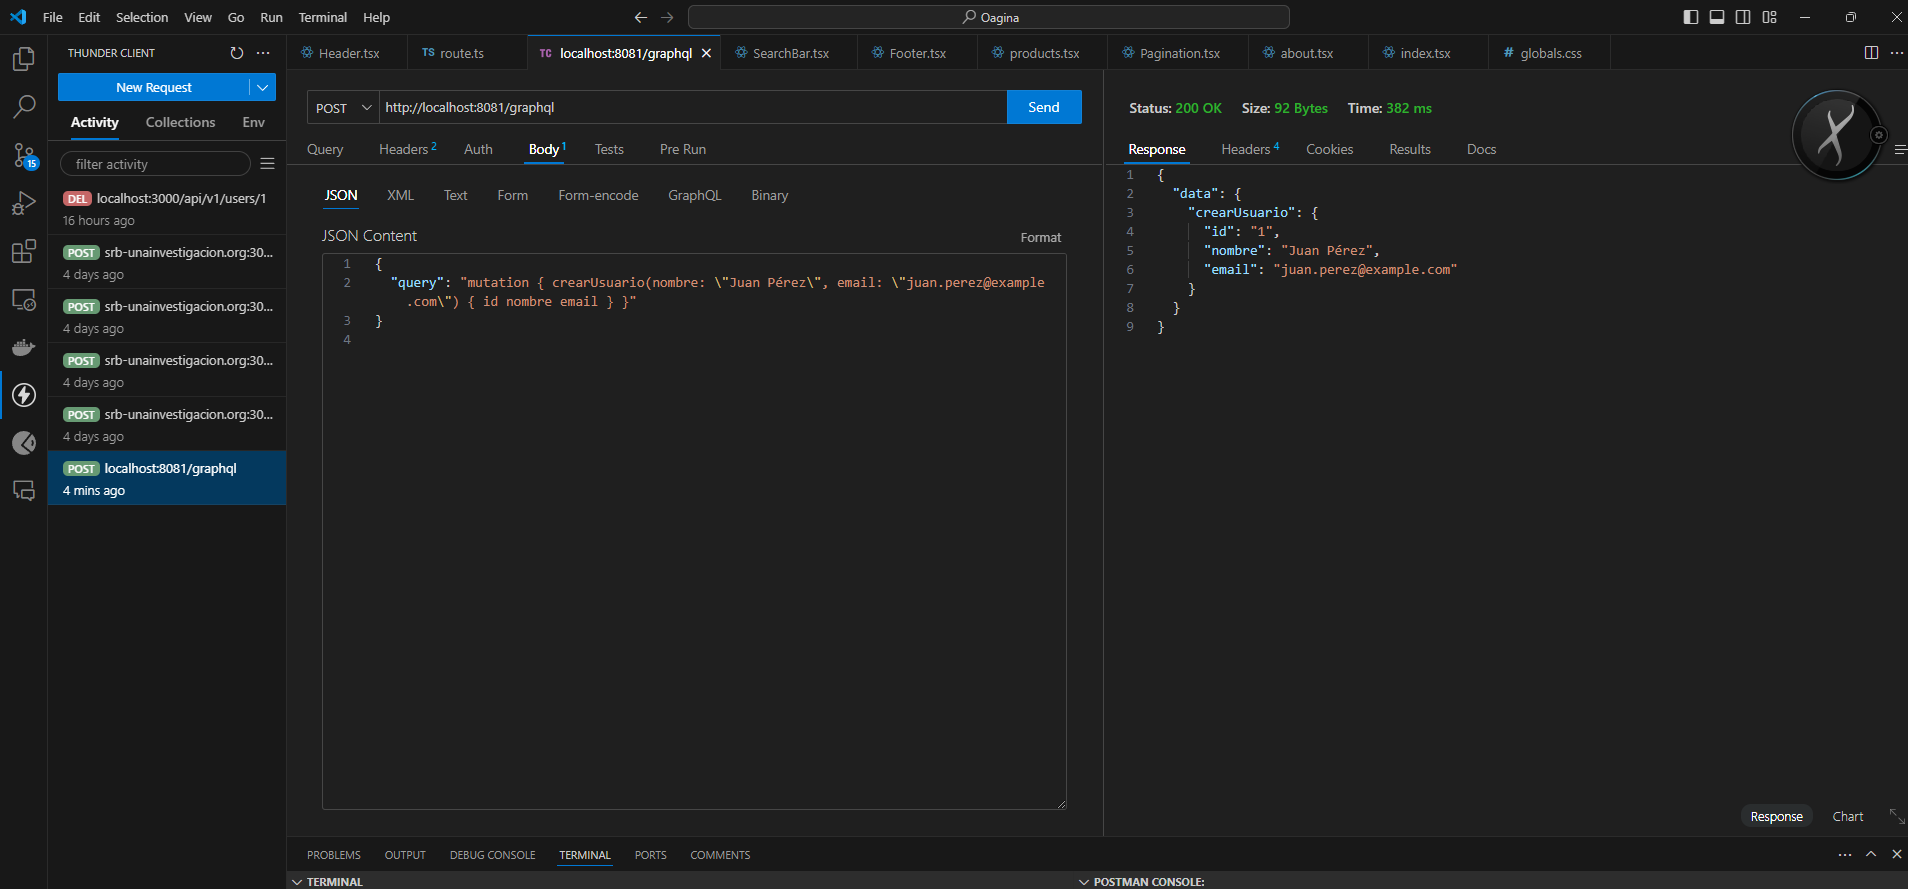 File Edit Selection View Go Run Terminal Help
Oagina
THUNDER CLIENT
New Request
Activity Collections Env
filter activity
DEL localhost:3000/api/v1/users/1
16 hours ago
POST srb-unainvestigacion.org:30...
4 days ago
POST srb-unainvestigacion.org:30...
4 days ago
POST srb-unainvestigacion.org:30...
4 days ago
POST srb-unainvestigacion.org:30...
4 days ago
POST localhost:8081/graphql
4 mins ago
15
Header.tsx TS route.ts TC localhost:8081/graphql SearchBar.tsx Footer.tsx products.tsx Pagination.tsx about.tsx index.tsx # globals.css
POST http://localhost:8081/graphql Send
Query Headers 2 Auth Body 1 Tests Pre Run
JSON XML Text Form Form-encode GraphQL Binary
JSON Content
Format
1 {
2 "query": "mutation { crearUsuario(nombre: \"Juan Pérez\", email: \"juan.perez@example
.com\") { id nombre email } }"
3 }
4
Status: 200 OK Size: 92 Bytes Time: 382 ms
Response Headers 4 Cookies Results Docs
1 {
2 "data": {
3 "crearUsuario": {
4 "id": "1",
5 "nombre": "Juan Pérez",
6 "email": "juan.perez@example.com"
7 }
8 }
9 }
Response Chart
PROBLEMS OUTPUT DEBUG CONSOLE TERMINAL PORTS COMMENTS
TERMINAL
POSTMAN CONSOLE: